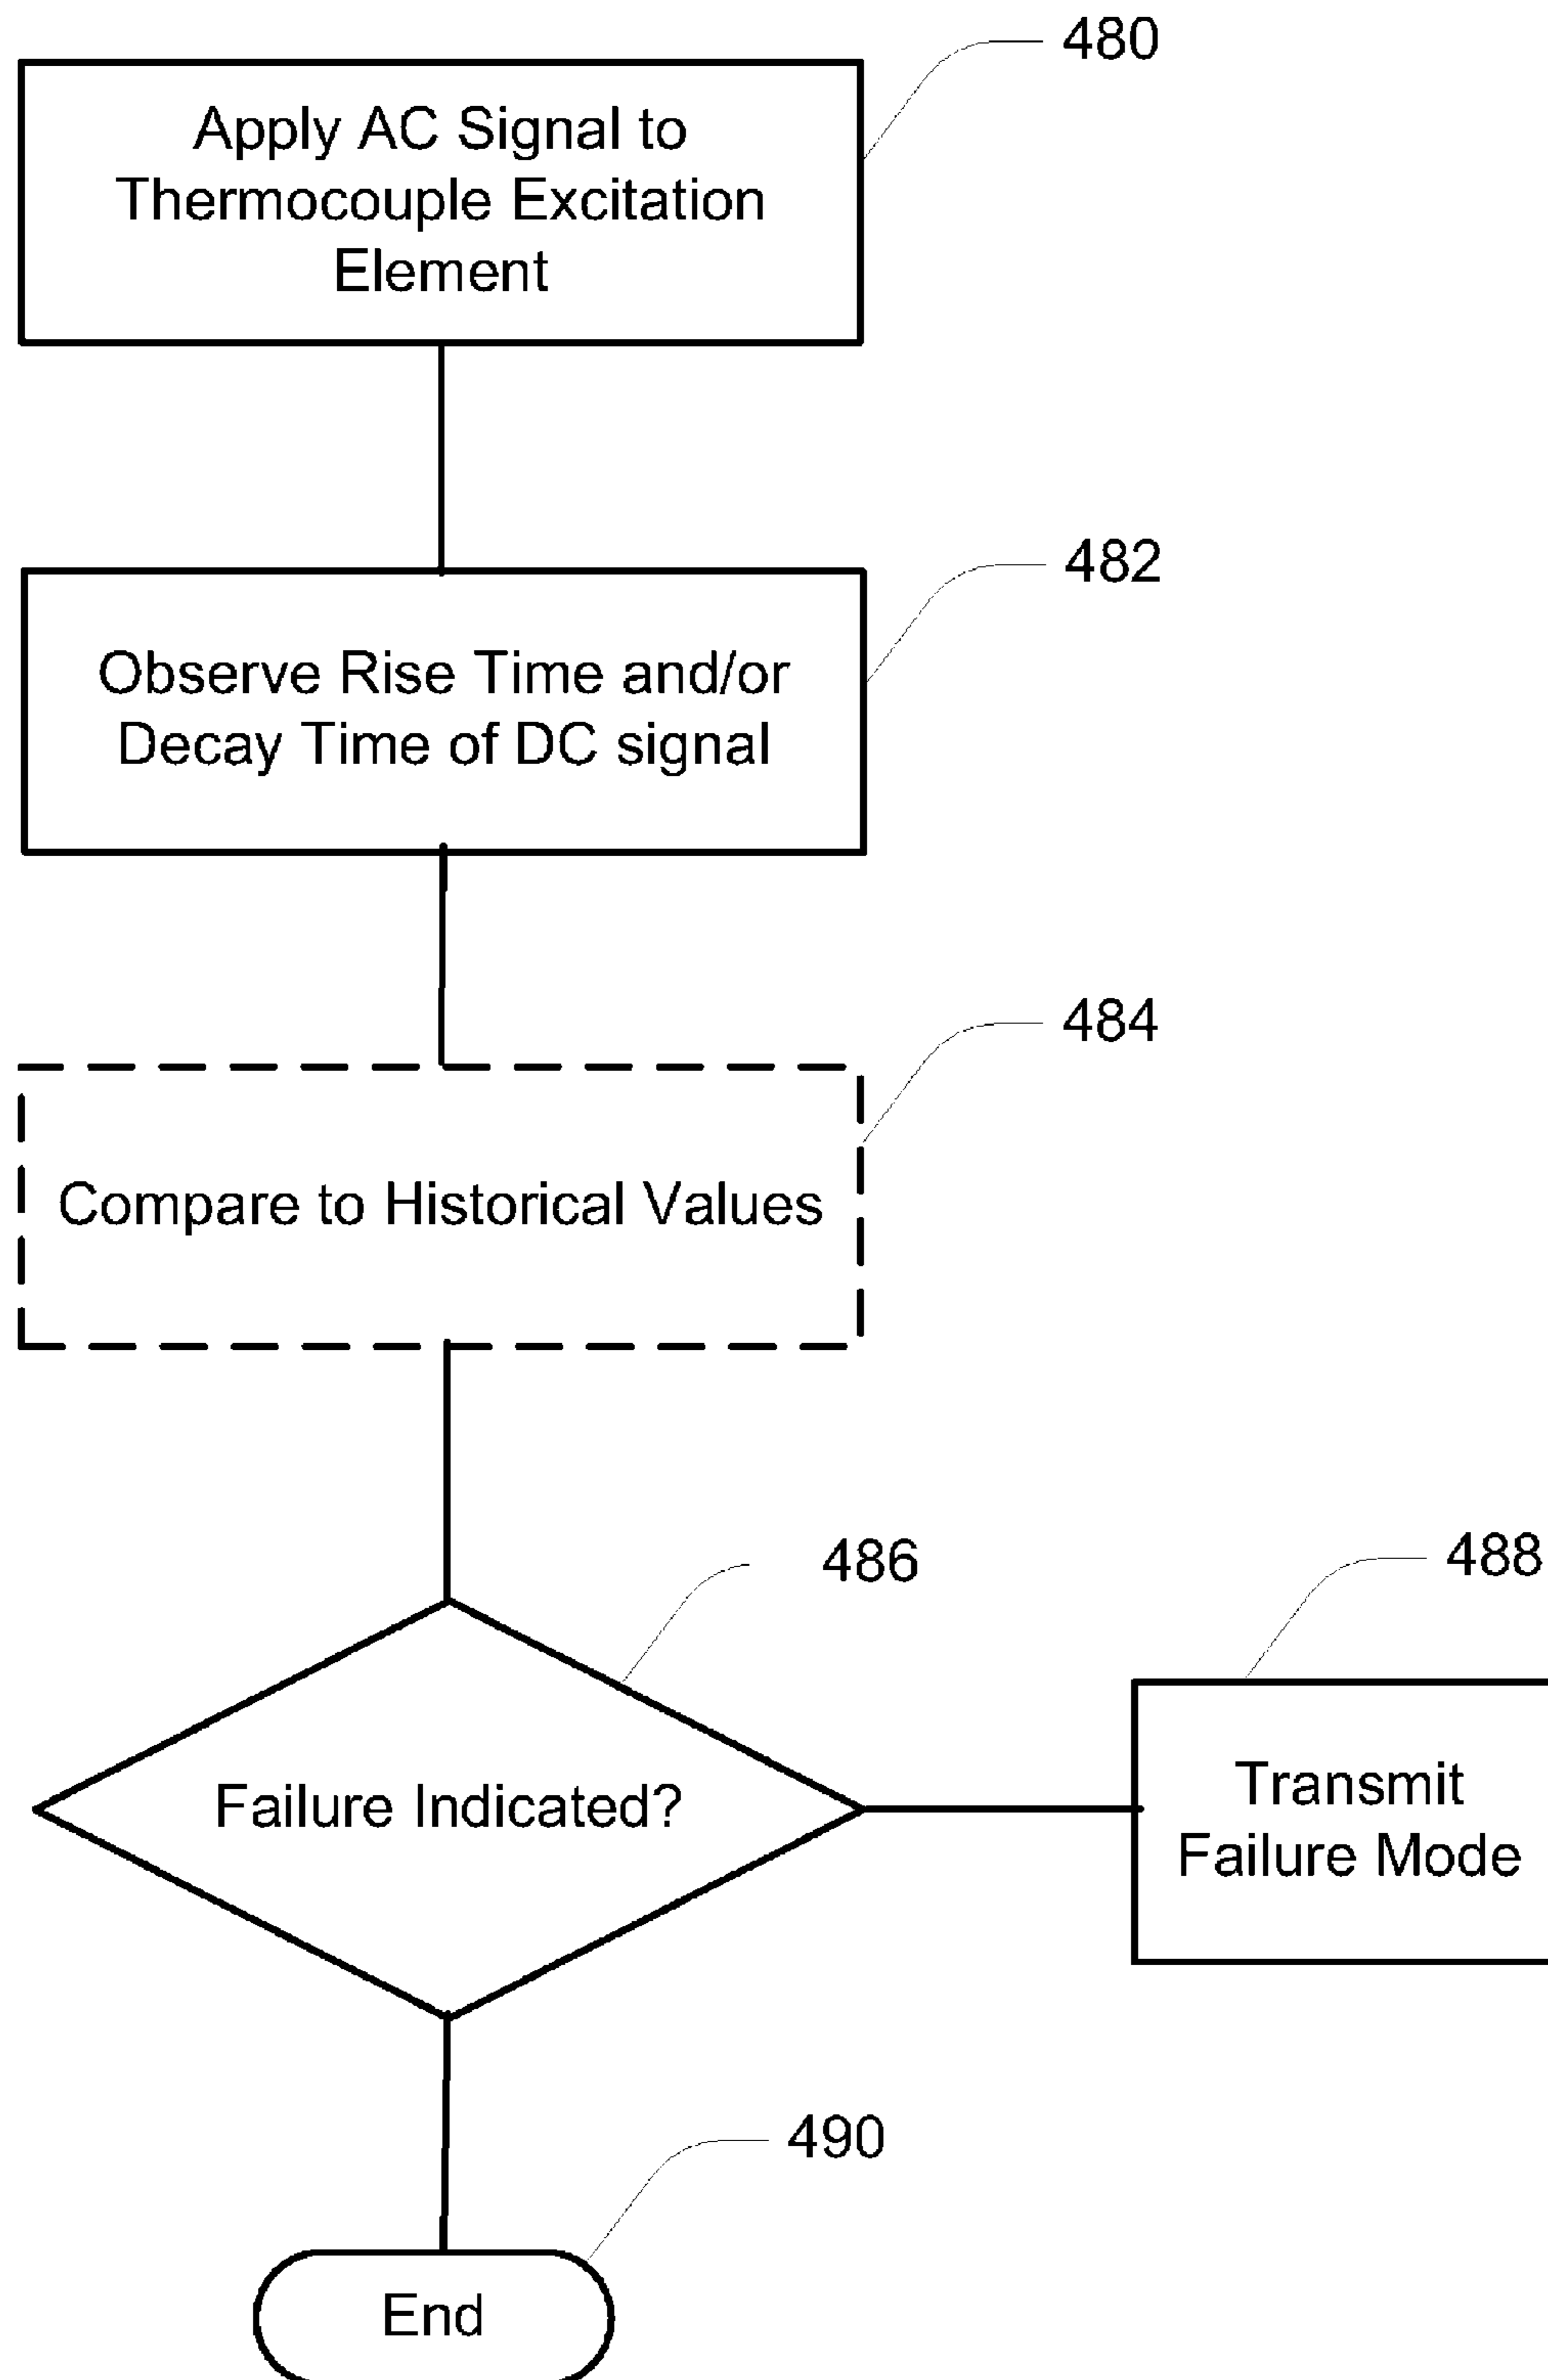 480
Apply AC Signal to
Thermocouple Excitation
Element
482
Observe Rise Time and/or
Decay Time of DC signal
484
Compare to Historical Values
486
488
Failure Indicated?
Transmit
Failure Mode
490
End